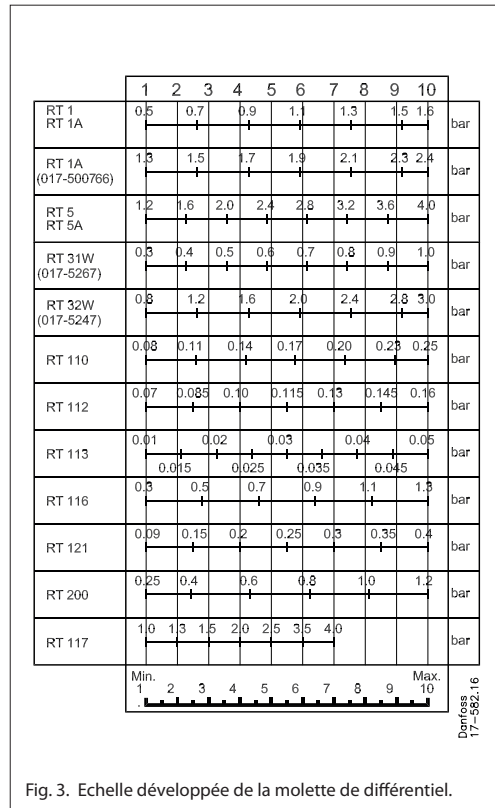 1 2 3 4 5 6 7 8 9 10
RT 1
RT 1A
0.5 0.7 0.9 1.1 1.3 1.5 1.6 bar
RT 1A
(017-500766)
1.3 1.5 1.7 1.9 2.1 2.3 2.4 bar
RT 5
RT 5A
1.2 1.6 2.0 2.4 2.8 3.2 3.6 4.0 bar
RT 31W
(017-5267)
0.3 0.4 0.5 0.6 0.7 0.8 0.9 1.0 bar
RT 32W
(017-5247)
0.8 1.2 1.6 2.0 2.4 2.8 3.0 bar
RT 110 0.08 0.11 0.14 0.17 0.20 0.23 0.25 bar
RT 112 0.07 0.085 0.10 0.115 0.13 0.145 0.16 bar
RT 113 0.01 0.02 0.03 0.04 0.05 bar
0.015 0.025 0.035 0.045
RT 116 0.3 0.5 0.7 0.9 1.1 1.3 bar
RT 121 0.09 0.15 0.2 0.25 0.3 0.35 0.4 bar
RT 200 0.25 0.4 0.6 0.8 1.0 1.2 bar
RT 117 1.0 1.3 1.5 2.0 2.5 3.5 4.0 bar
Min. Max.
1 2 3 4 5 6 7 8 9 10
Danfoss
17-582.16
Fig. 3. Echelle développée de la molette de différentiel.